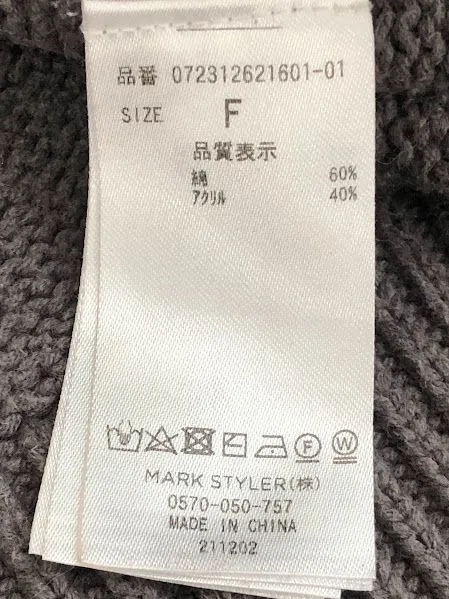 品番 072312621601-01
SIZE F
品質表示
綿 60%
アクリル 40%
F W
MARK STYLER(株)
0570-050-757
MADE IN CHINA
211202